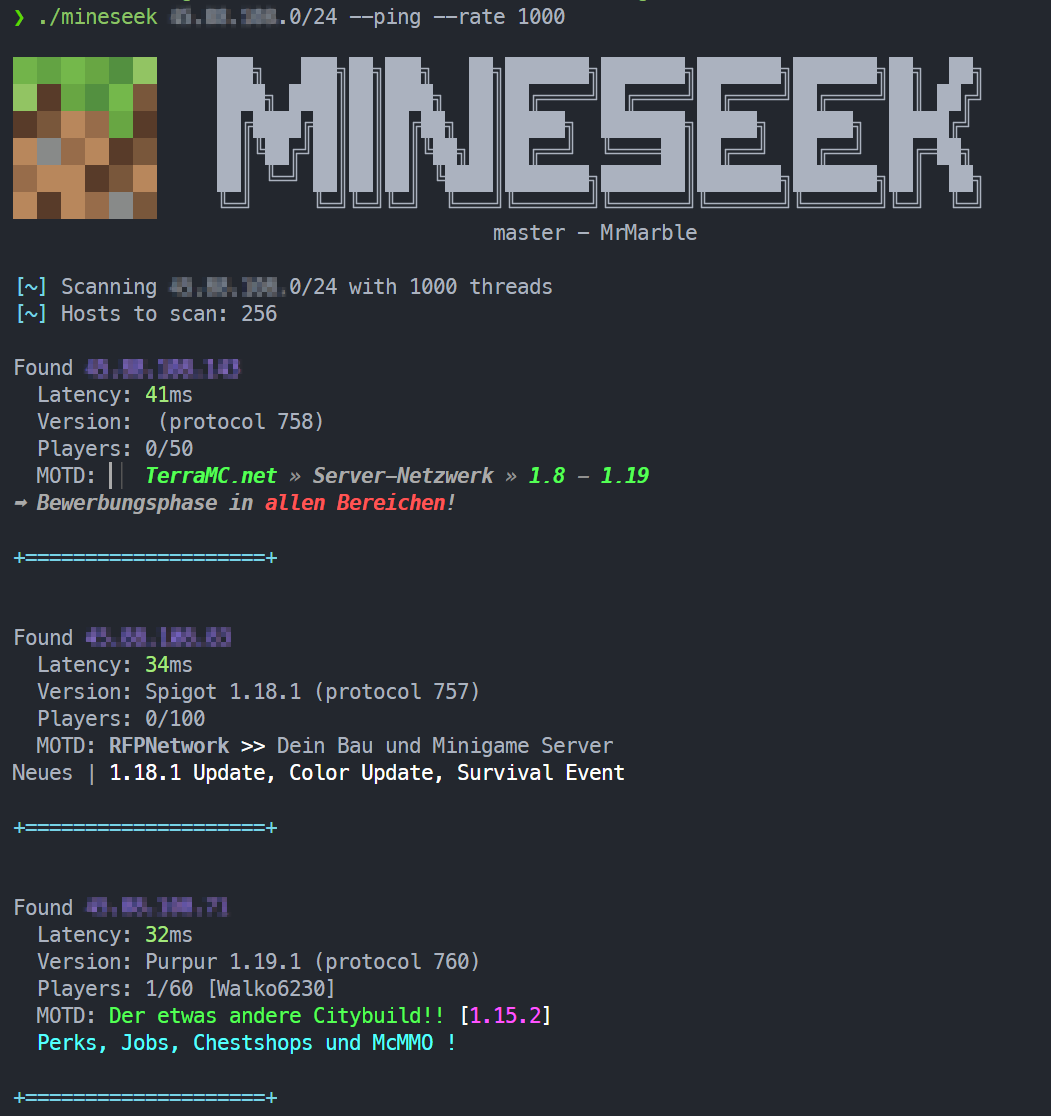 ❯ ./mineseek .0/24 --ping --rate 1000
MINESEEK
master - MrMarble
[~] Scanning .0/24 with 1000 threads
[~] Hosts to scan: 256
Found
Latency: 41ms
Version:  (protocol 758)
Players: 0/50
MOTD: ┃│ TerraMC.net » Server-Netzwerk » 1.8 - 1.19
➡ Bewerbungsphase in allen Bereichen!
+====================+
Found
Latency: 34ms
Version: Spigot 1.18.1 (protocol 757)
Players: 0/100
MOTD: RFPNetwork >> Dein Bau und Minigame Server
Neues | 1.18.1 Update, Color Update, Survival Event
+====================+
Found
Latency: 32ms
Version: Purpur 1.19.1 (protocol 760)
Players: 1/60 [Walko6230]
MOTD: Der etwas andere Citybuild!! [1.15.2]
Perks, Jobs, Chestshops und McMMO !
+====================+